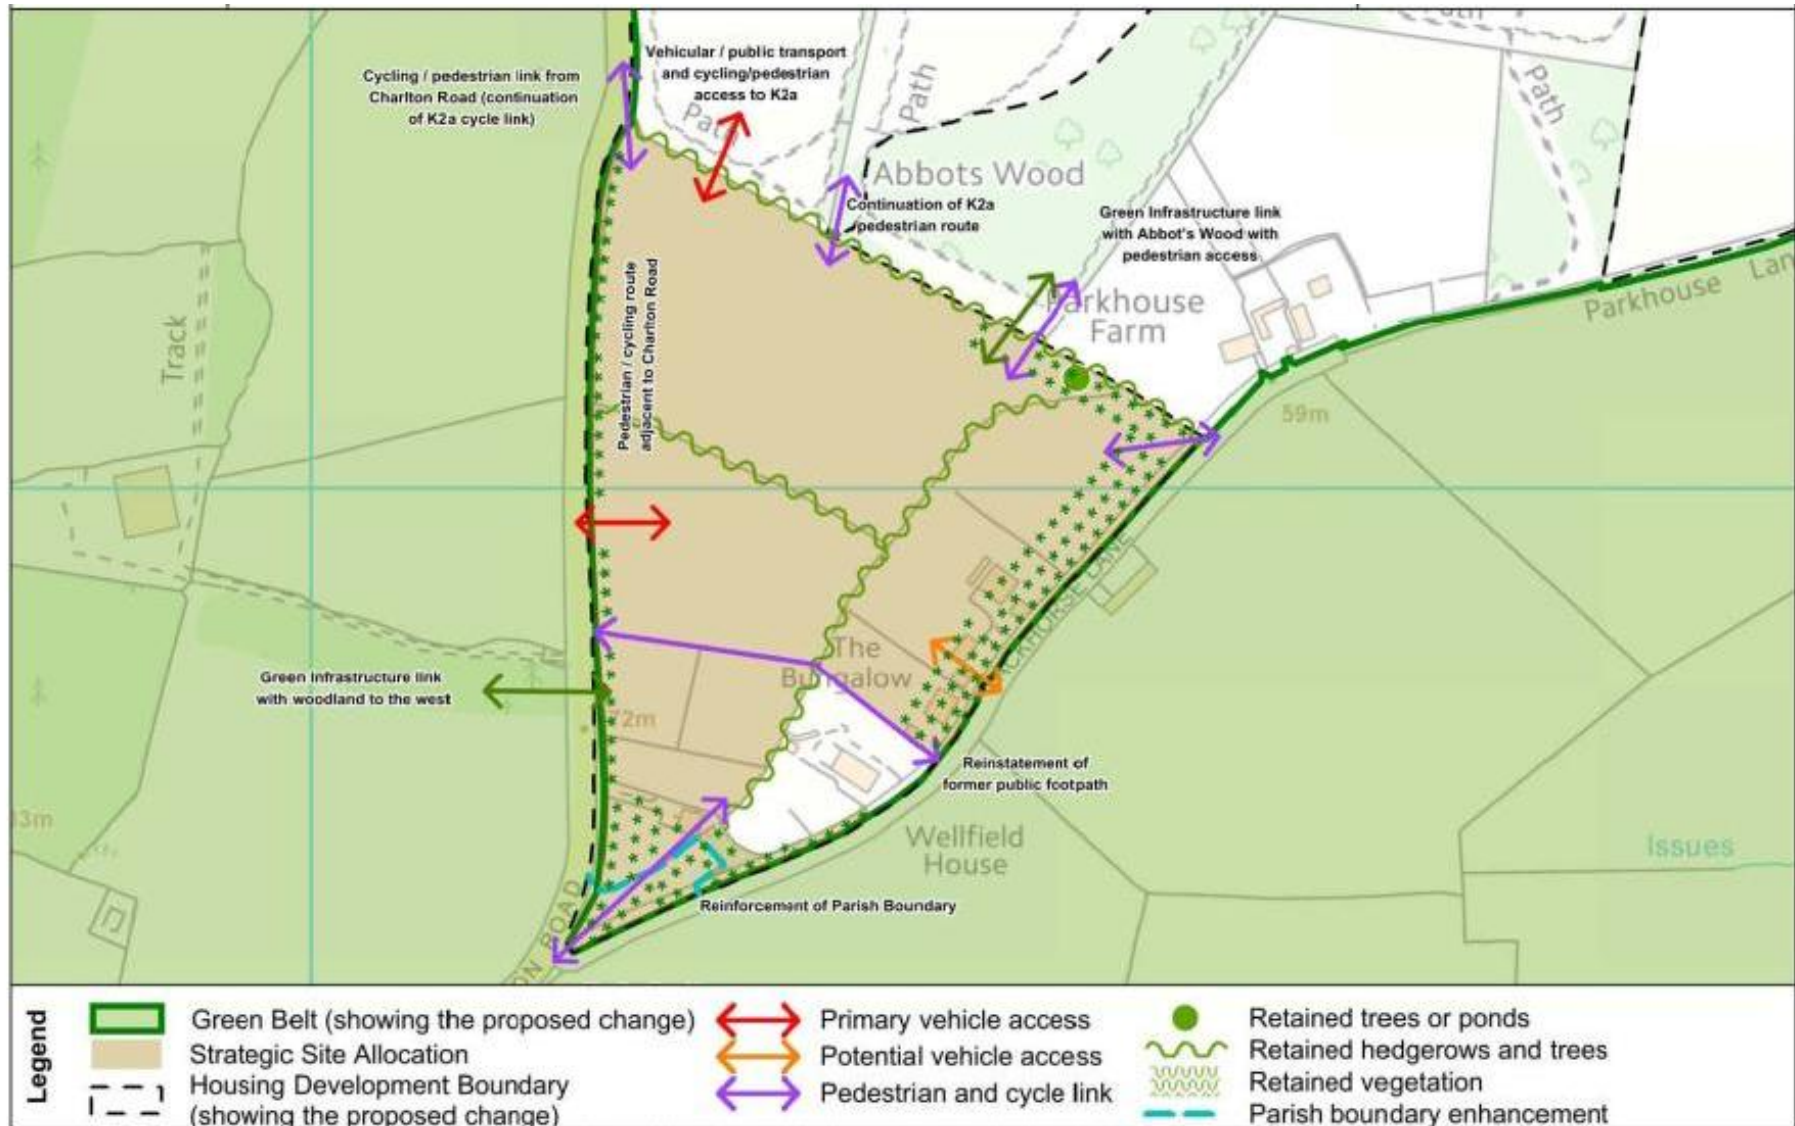 Cycling / pedestrian link from
Charlton Road (continuation
of K2a cycle link)
Vehicular / public transport
and cycling/pedestrian
access to K2a
Path
Path
Path
Abbots Wood
Continuation of K2a
pedestrian route
Green Infrastructure link
with Abbot's Wood with
pedestrian access
Parkhouse
Farm
Parkhouse Lan
Track
Pedestrian / cycling route
adjacent to Charlton Road
59m
The
Bungalow
Green Infrastructure link
with woodland to the west
72m
Reinstatement of
former public footpath
Wellfield
House
Issues
Reinforcement of Parish Boundary
ON ROAD
LANE
Legend
Green Belt (showing the proposed change)
Strategic Site Allocation
Housing Development Boundary
(showing the proposed change)
Primary vehicle access
Potential vehicle access
Pedestrian and cycle link
Retained trees or ponds
Retained hedgerows and trees
Retained vegetation
Parish boundary enhancement